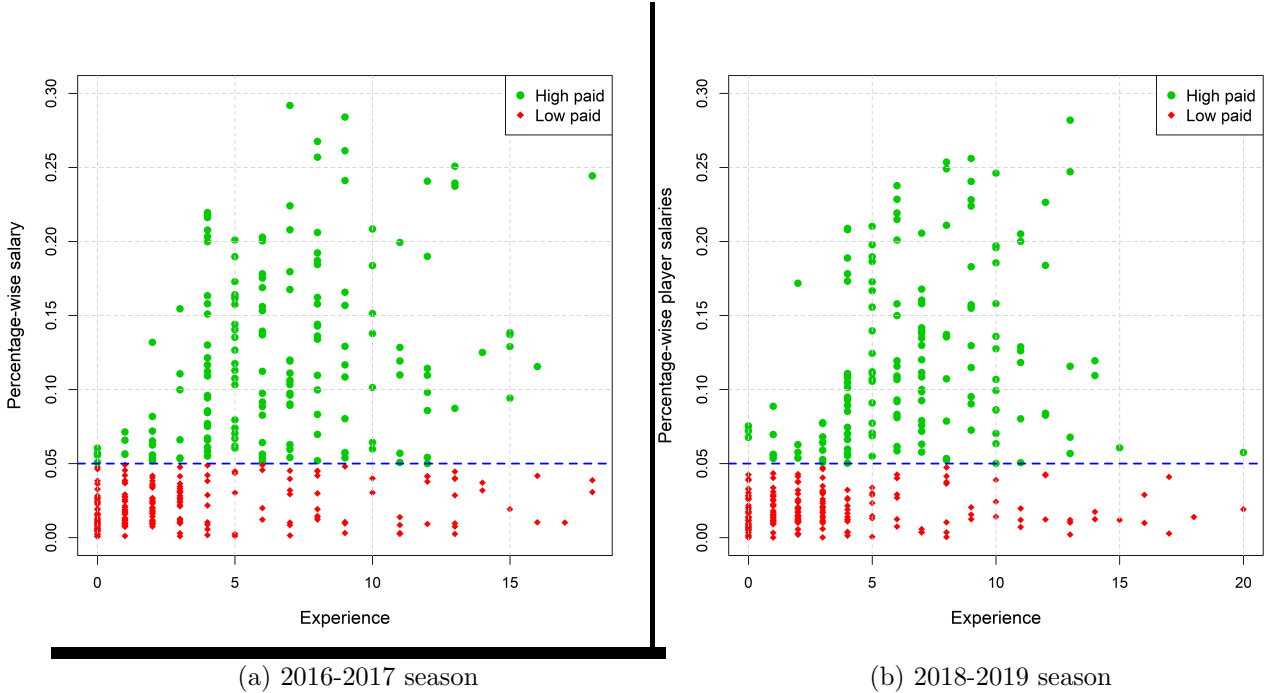 Percentage-wise salary
0.30
0.25
0.20
0.15
0.10
0.05
0.00
High paid
Low paid
0 5 10 15
Experience
(a) 2016-2017 season
Percentage-wise player salaries
0.30
0.25
0.20
0.15
0.10
0.05
0.00
High paid
Low paid
0 5 10 15 20
Experience
(b) 2018-2019 season